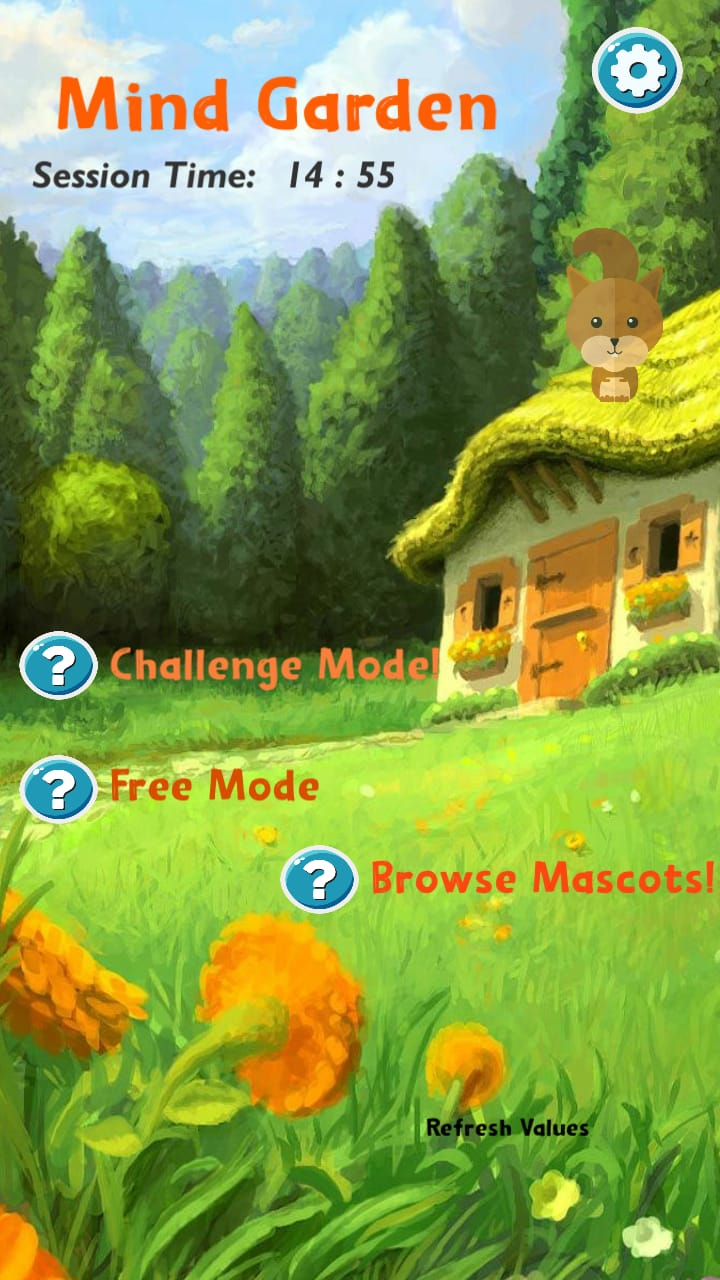 Mind Garden
Session Time: 14 : 55
? Challenge Mode!
? Free Mode
? Browse Mascots!
Refresh Values